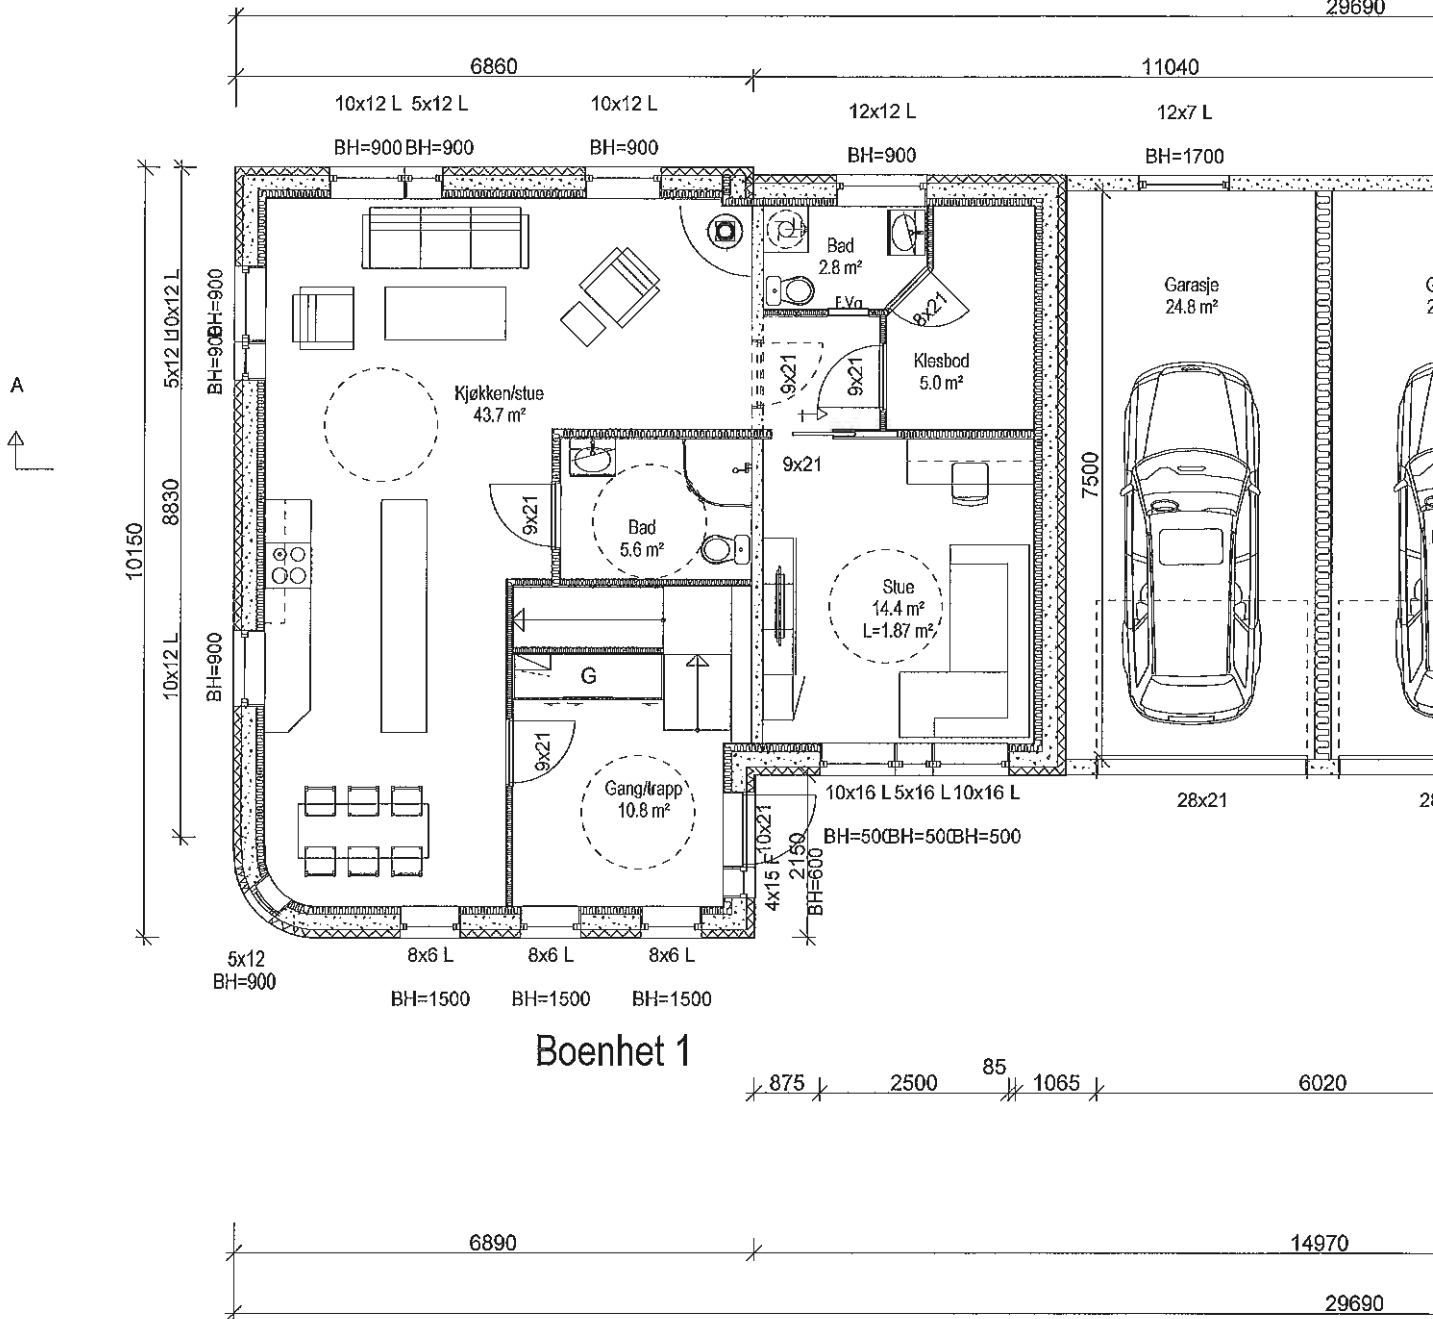 29690
6860
11040
10x12 L 5x12 L
10x12 L
12x12 L
12x7 L
BH=900 BH=900
BH=900
BH=900
BH=1700
Bad
2.8 m²
F.Vg
8x21
Garasje
24.8 m²
G
2
5x12 L 10x12 L
BH=900 BH=900
A
Kjøkken/stue
43.7 m²
9x21
9x21
Klesbod
5.0 m²
9x21
7500
10150
8830
9x21
Bad
5.6 m²
Stue
14.4 m²
L=1.87 m²
10x12 L
BH=900
G
9x21
Gang/trapp
10.8 m²
10x16 L 5x16 L 10x16 L
28x21
28
BH=500 BH=500 BH=500
10x21
4x15 F
2150
BH=600
5x12
BH=900
8x6 L
8x6 L
8x6 L
BH=1500
BH=1500
BH=1500
Boenhet 1
875
2500
85
1065
6020
6890
14970
29690